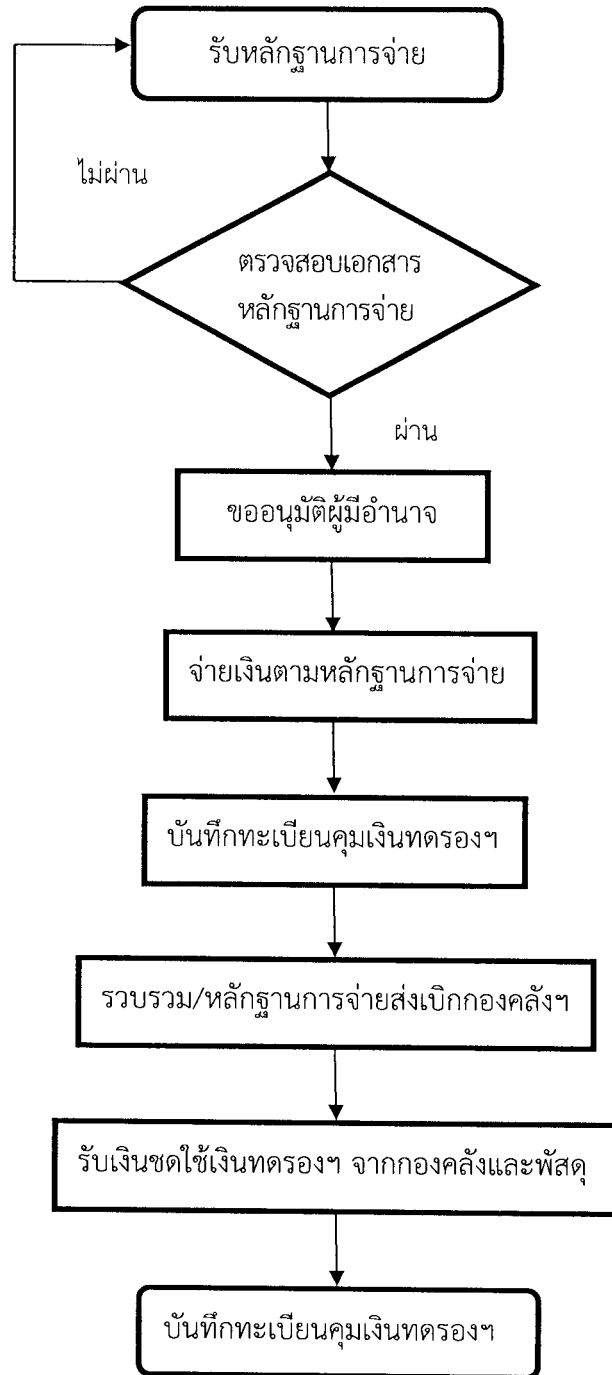 รับหลักฐานการจ่าย
ไม่ผ่าน
ตรวจสอบเอกสาร
หลักฐานการจ่าย
ผ่าน
ขออนุมัติผู้มีอำนาจ
จ่ายเงินตามหลักฐานการจ่าย
บันทึกทะเบียนคุมเงินทดรองฯ
รวบรวม/หลักฐานการจ่ายส่งเบิกกองคลังฯ
รับเงินชดใช้เงินทดรองฯ จากกองคลังและพัสดุ
บันทึกทะเบียนคุมเงินทดรองฯ